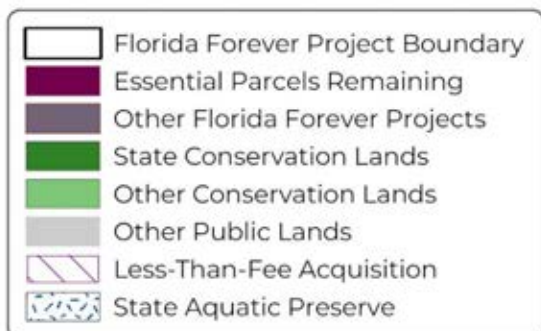 Florida Forever Project Boundary
Essential Parcels Remaining
Other Florida Forever Projects
State Conservation Lands
Other Conservation Lands
Other Public Lands
Less-Than-Fee Acquisition
State Aquatic Preserve